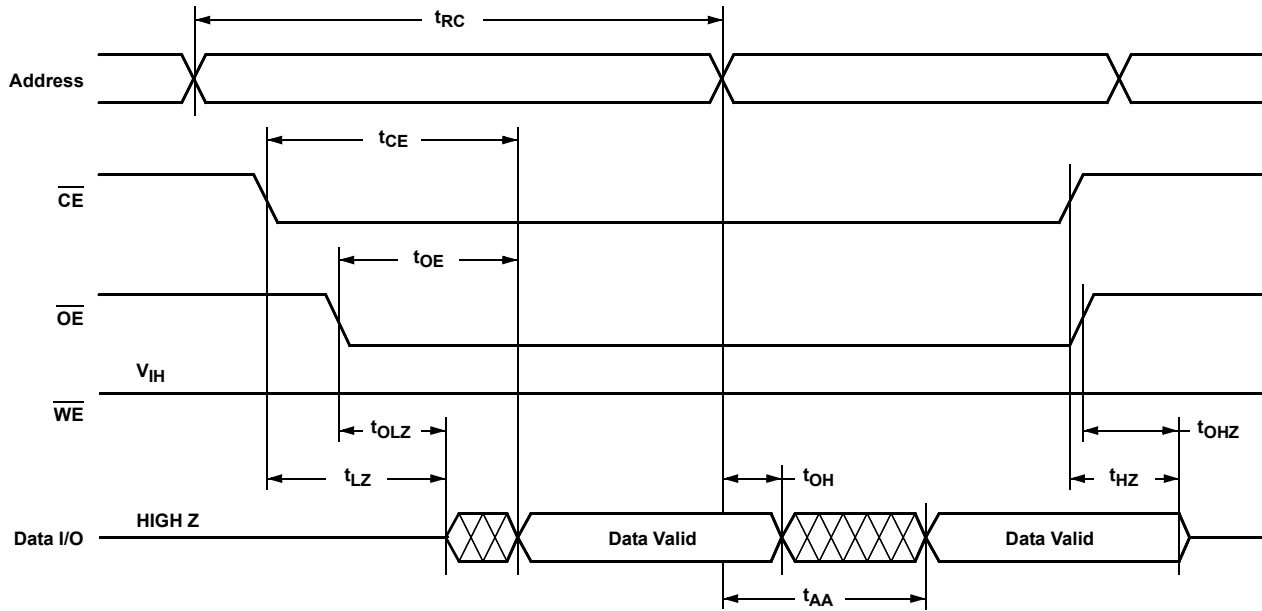 tRC
Address
tCE
CE
tOE
OE
VIH
WE
tOLZ
tOHZ
tLZ
tOH
tHZ
HIGH Z
Data I/O
Data Valid
Data Valid
tAA